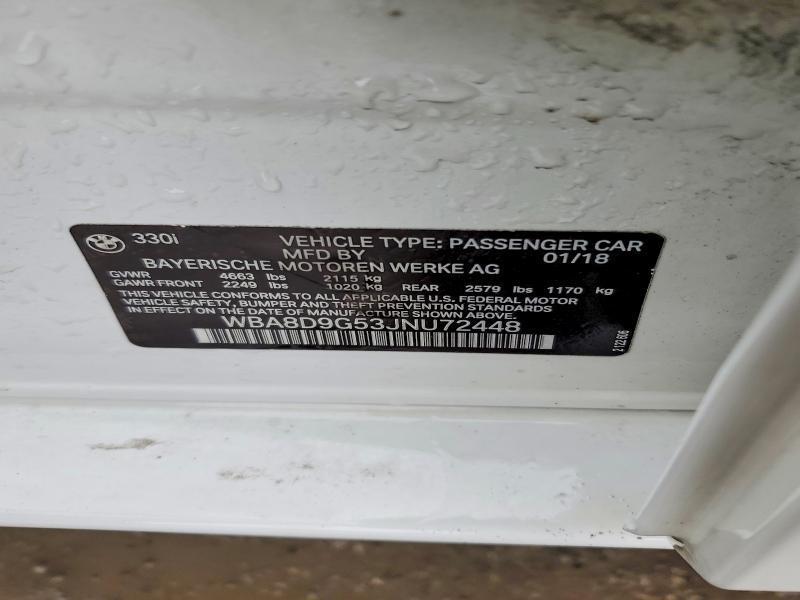 330i VEHICLE TYPE: PASSENGER CAR
MFD BY 01/18
BAYERISCHE MOTOREN WERKE AG
GVWR 4663 lbs 2115 kg
GAWR FRONT 2249 lbs 1020 kg REAR 2579 lbs 1170 kg
THIS VEHICLE CONFORMS TO ALL APPLICABLE U.S. FEDERAL MOTOR
VEHICLE SAFETY, BUMPER, AND THEFT PREVENTION STANDARDS
IN EFFECT ON THE DATE OF MANUFACTURE SHOWN ABOVE.
WBA8D9G53JNU72448
2122606